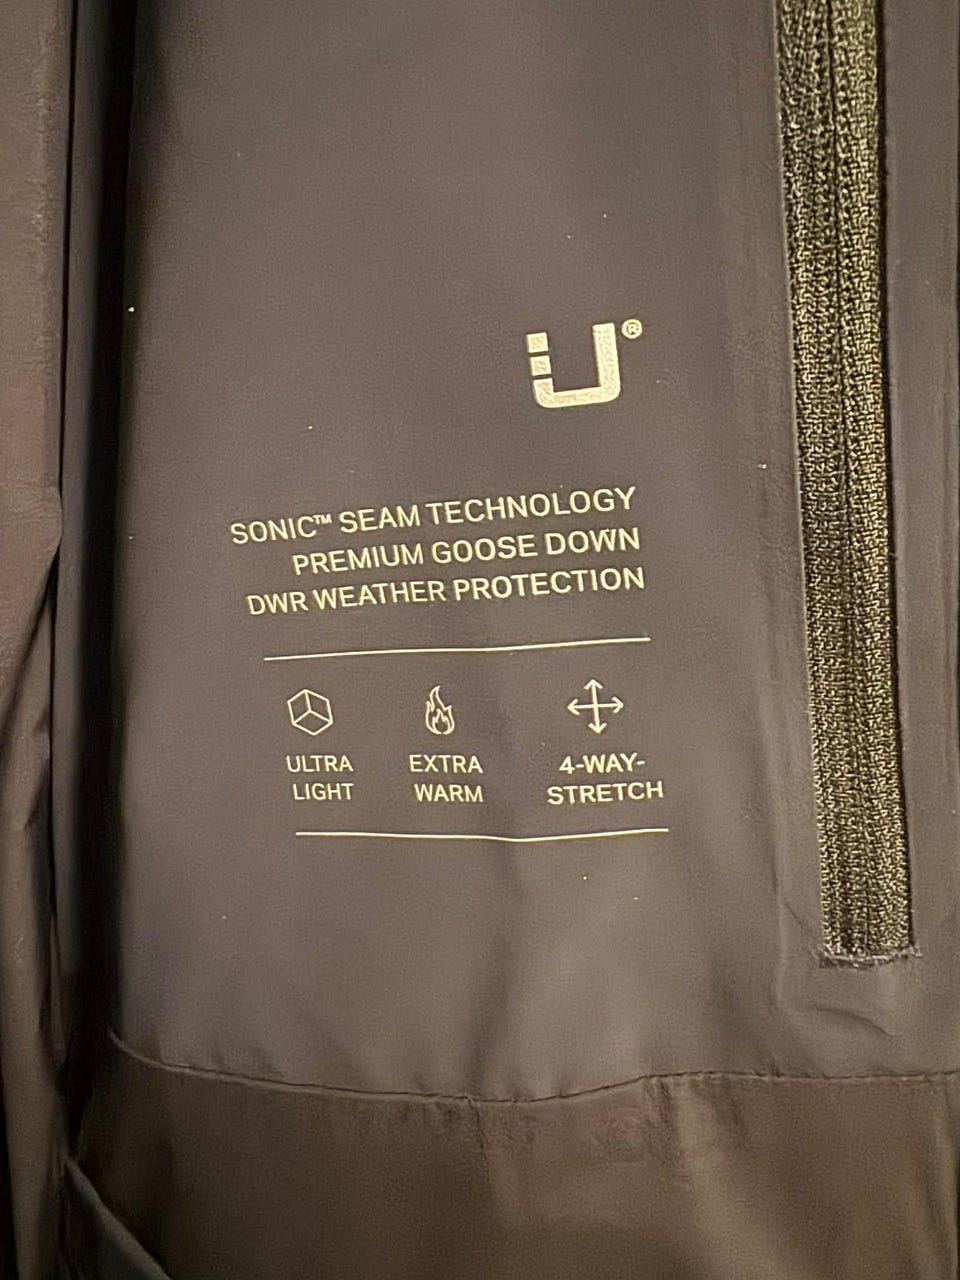 U®
SONIC™ SEAM TECHNOLOGY
PREMIUM GOOSE DOWN
DWR WEATHER PROTECTION
ULTRA
LIGHT
EXTRA
WARM
4-WAY-
STRETCH